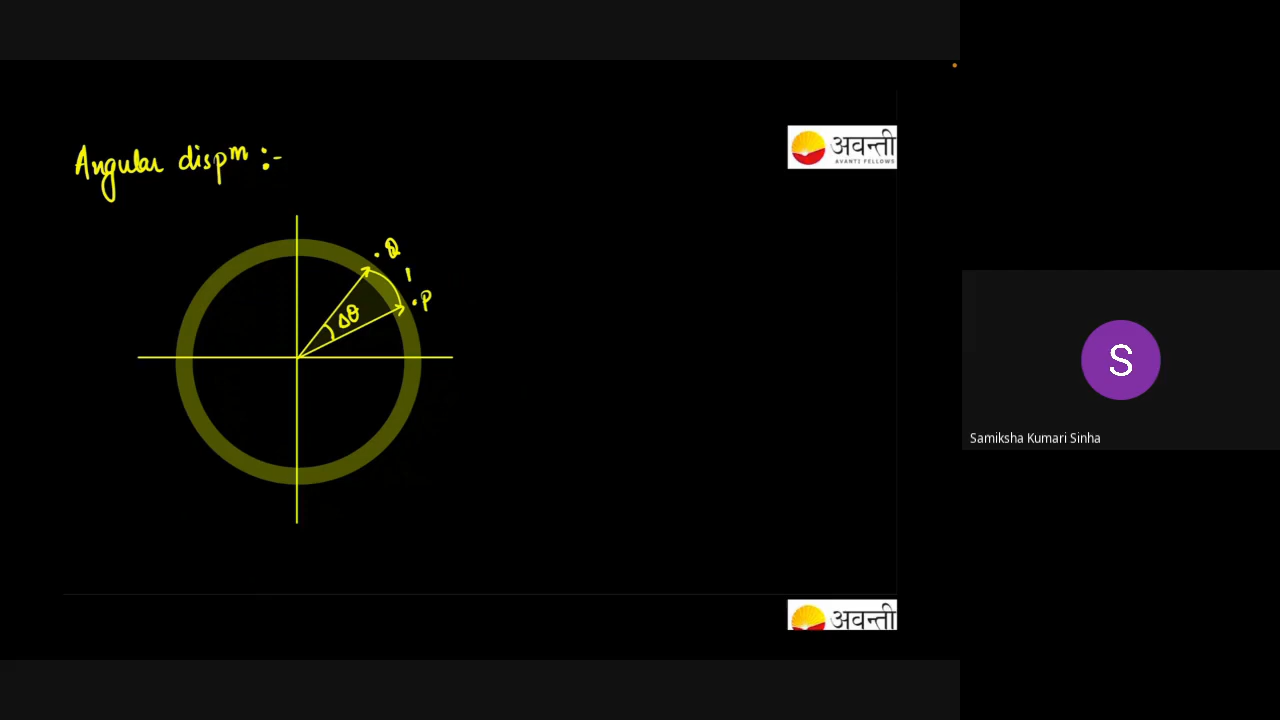 Angular dispᵐ :-
अवन्ती
AVANTI FELLOWS
Q
P
Δθ
S
Samiksha Kumari Sinha
अवन्ती